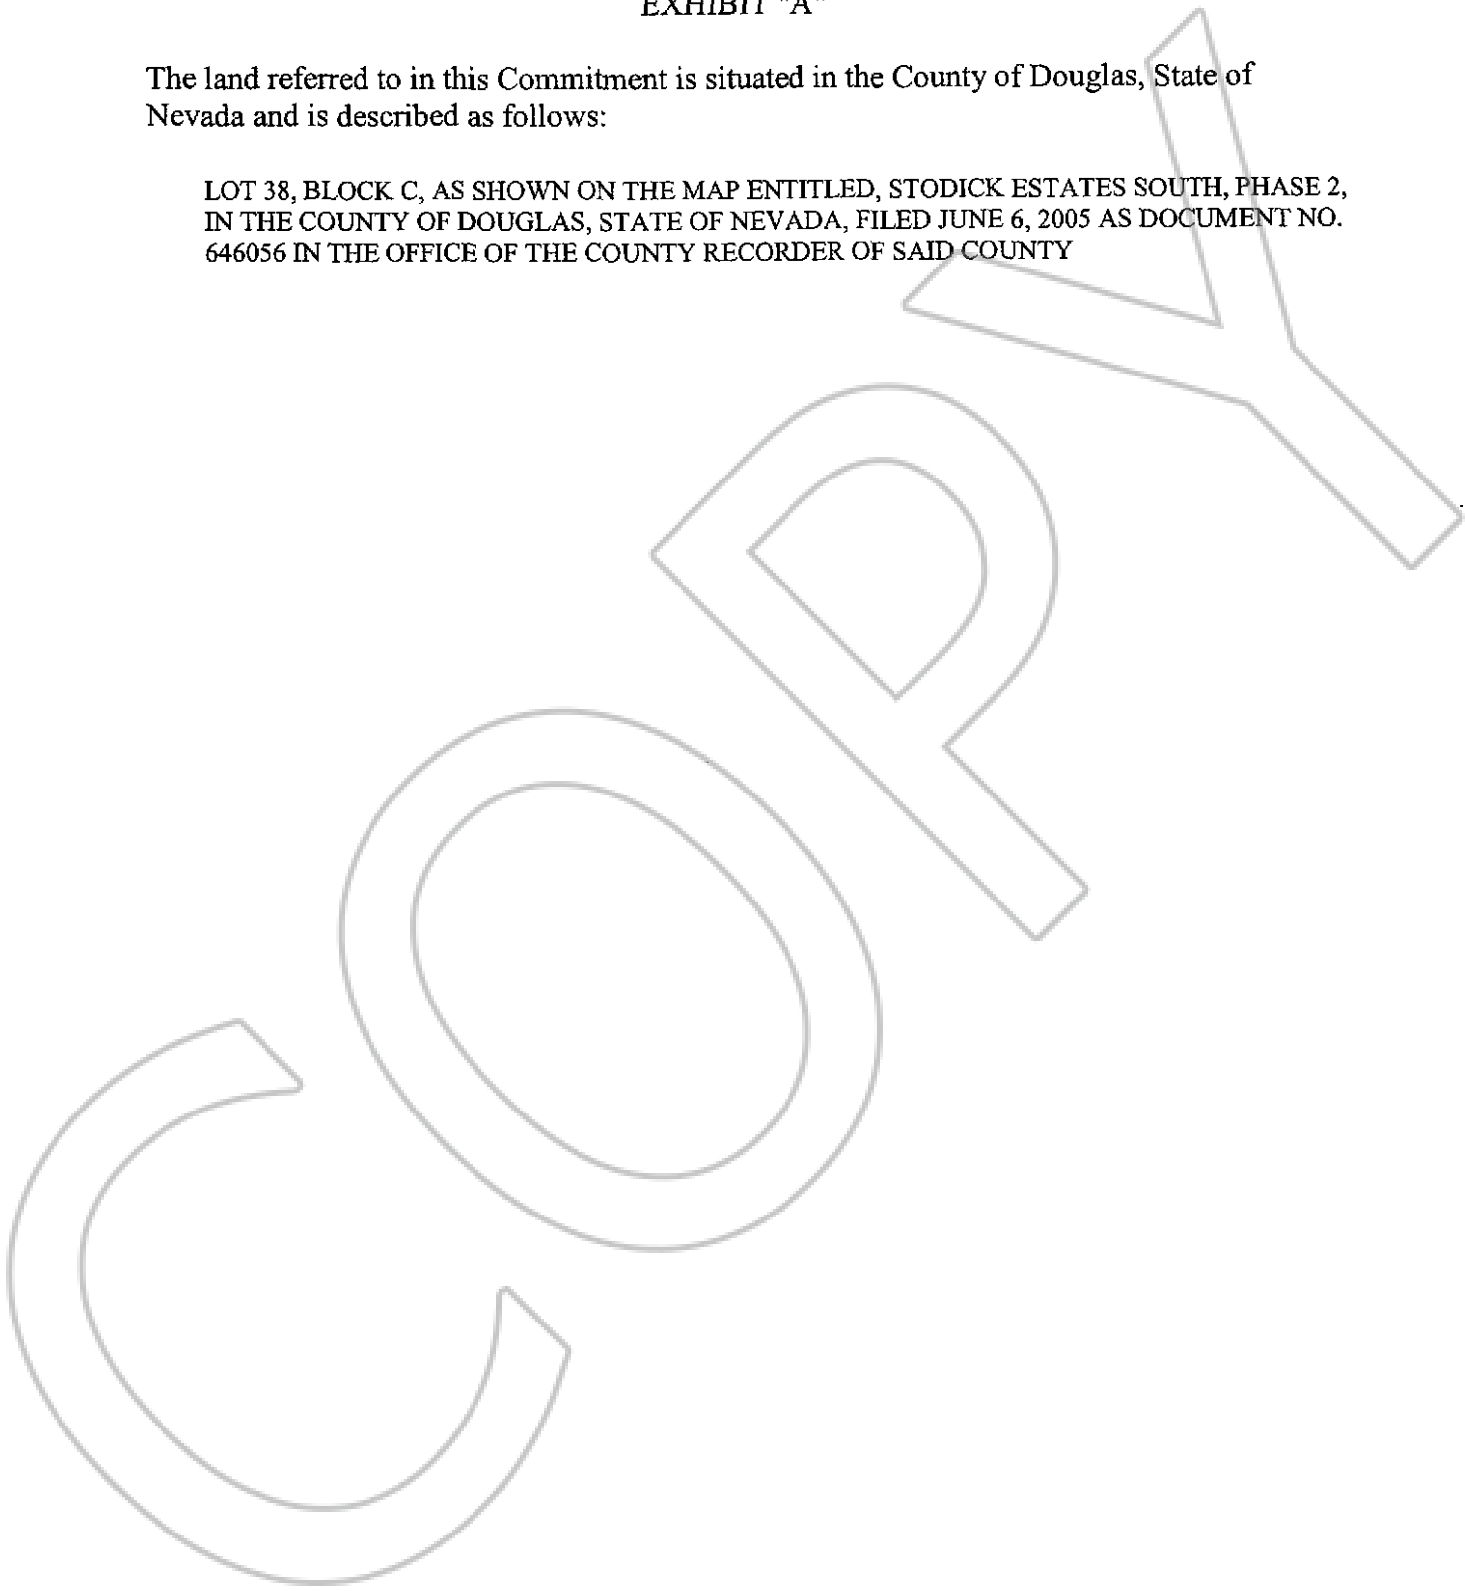 EXHIBIT "A"
The land referred to in this Commitment is situated in the County of Douglas, State of
Nevada and is described as follows:
LOT 38, BLOCK C, AS SHOWN ON THE MAP ENTITLED, STODICK ESTATES SOUTH, PHASE 2,
IN THE COUNTY OF DOUGLAS, STATE OF NEVADA, FILED JUNE 6, 2005 AS DOCUMENT NO.
646056 IN THE OFFICE OF THE COUNTY RECORDER OF SAID COUNTY
COPY